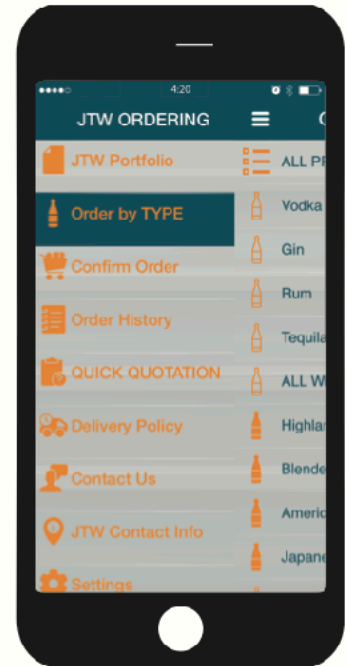 4:20
JTW ORDERING
JTW Portfolio
Order by TYPE
Confirm Order
Order History
QUICK QUOTATION
Delivery Policy
Contact Us
JTW Contact Info
Settings
Vodka
Gin
Rum
Tequila